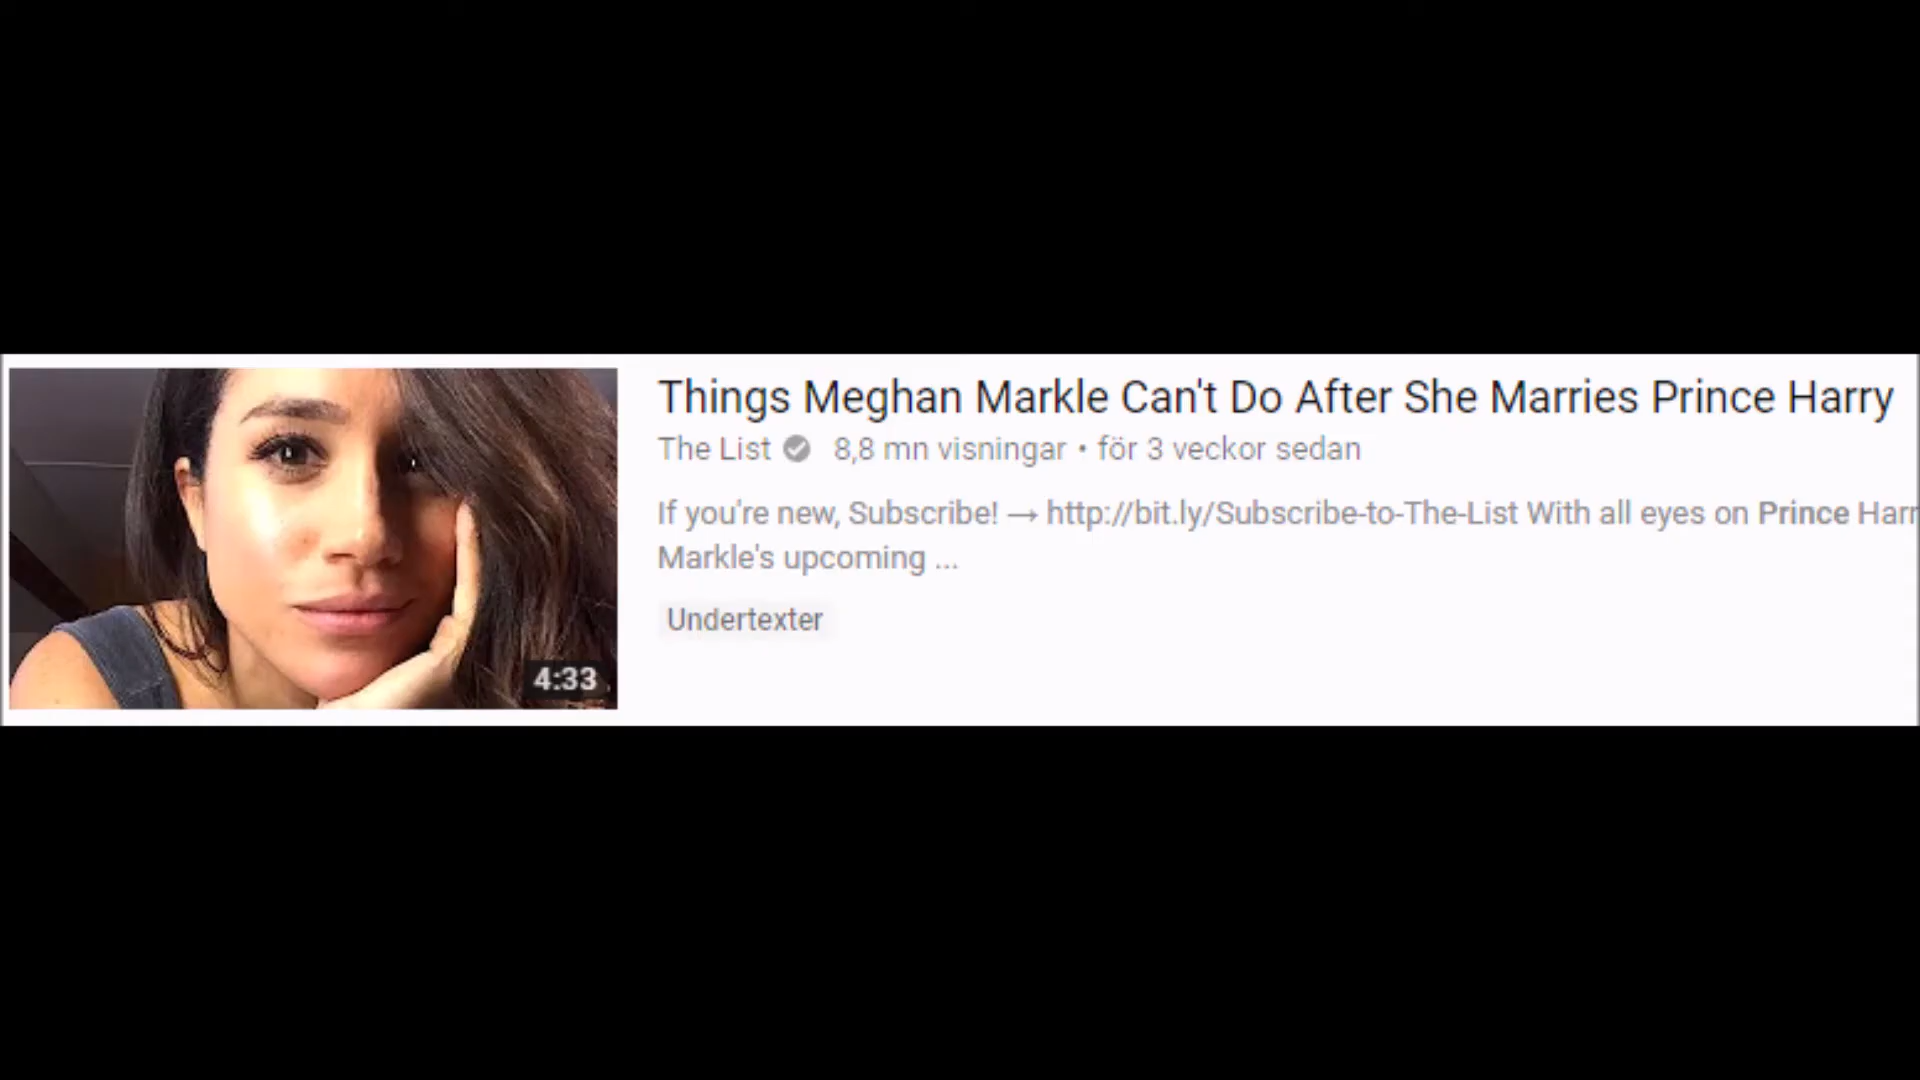 Things Meghan Markle Can't Do After She Marries Prince Harry
The List 8,8 mn visningar • för 3 veckor sedan
If you're new, Subscribe! → http://bit.ly/Subscribe-to-The-List With all eyes on Prince Harr
Markle's upcoming ...
Undertexter
4:33